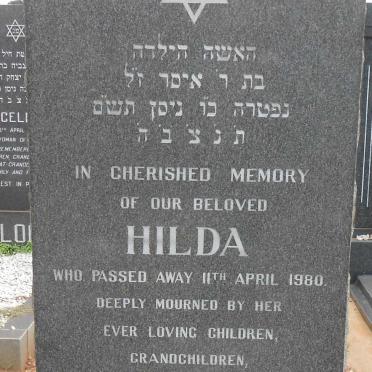 האשה הילדה
בת ר' איסר ז"ל
נפטרה כ"ו ניסן תש"ם
ת נ צ ב ה
IN CHERISHED MEMORY
OF OUR BELOVED
HILDA
WHO PASSED AWAY 11TH APRIL 1980.
DEEPLY MOURNED BY HER
EVER LOVING CHILDREN,
GRANDCHILDREN,